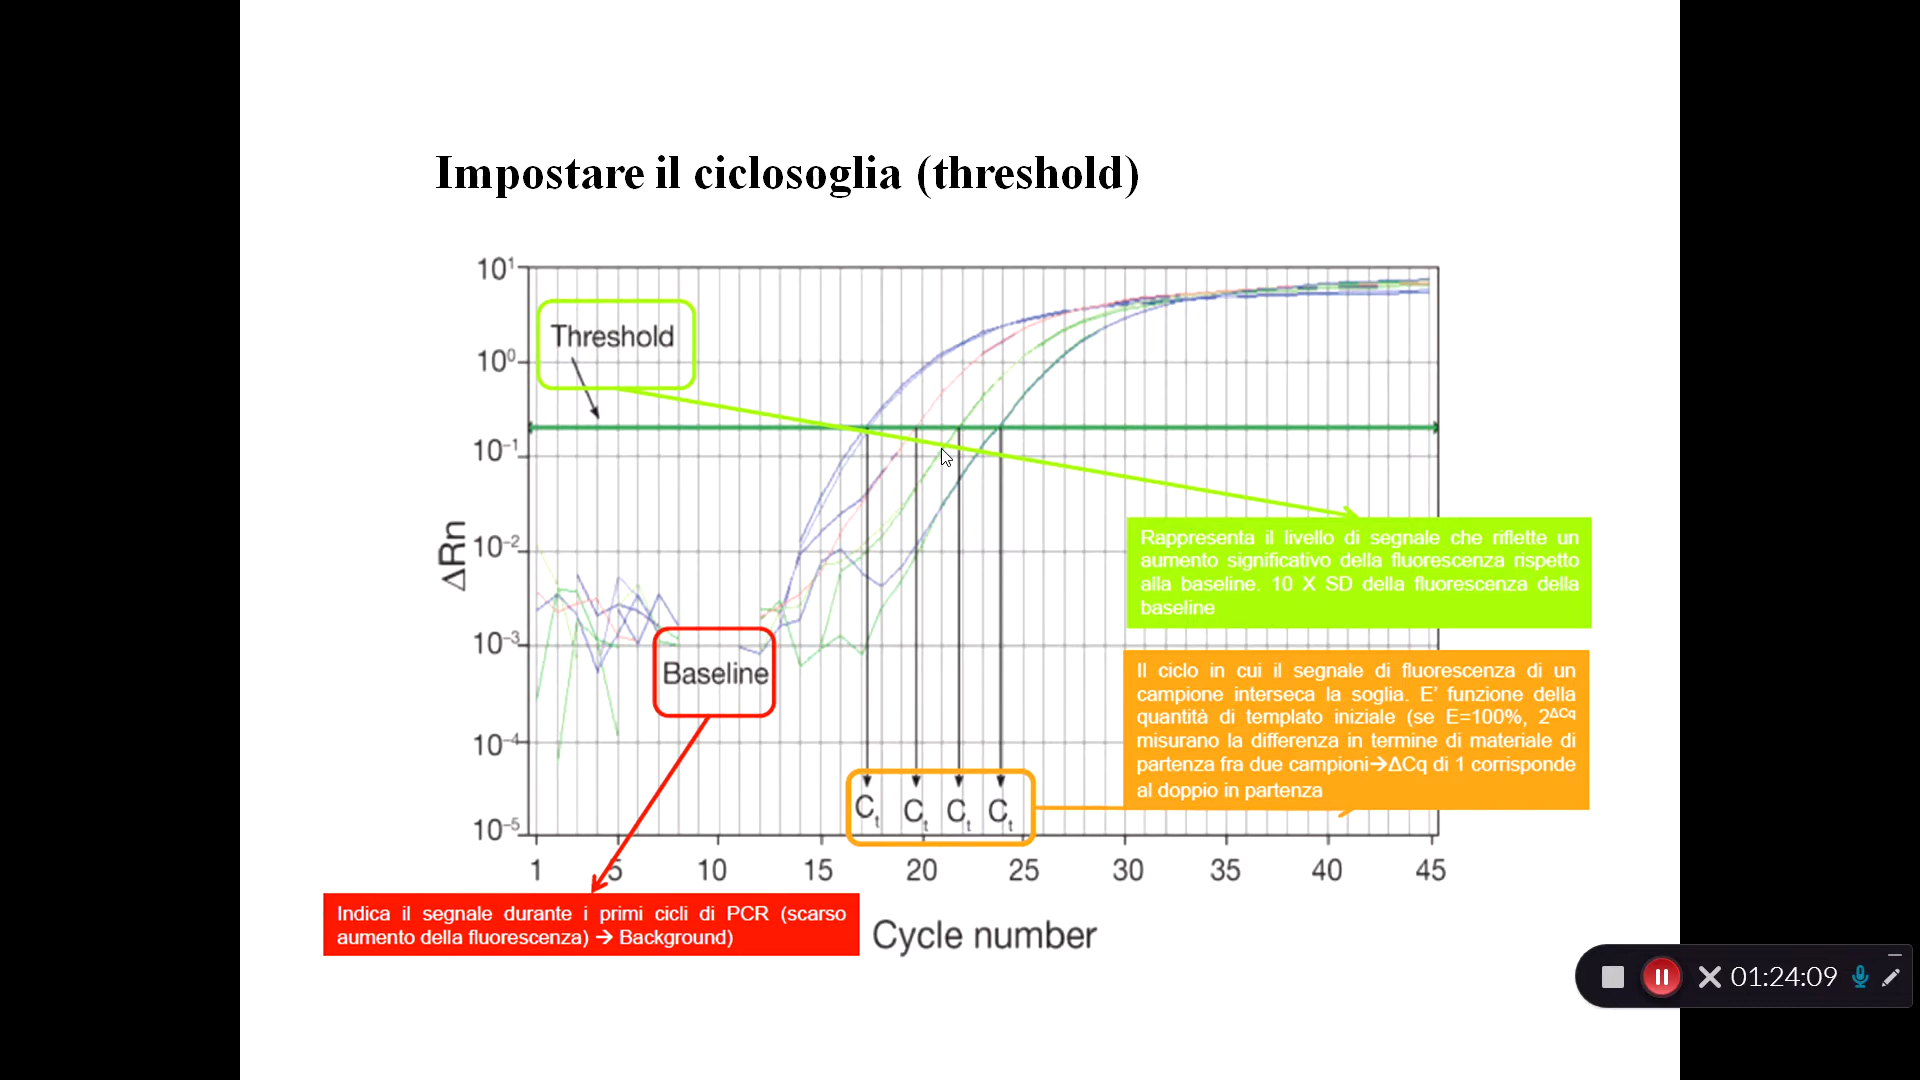 Impostare il ciclosoglia (threshold)
10¹
Threshold
10⁰
10⁻¹
ΔRn
10⁻²
Rappresenta il livello di segnale che riflette un
aumento significativo della fluorescenza rispetto
alla baseline. 10 X SD della fluorescenza della
baseline
10⁻³
Baseline
Il ciclo in cui il segnale di fluorescenza di un
campione interseca la soglia. E' funzione della
quantità di templato iniziale (se E=100%, 2ᐞCq
misurano la differenza in termine di materiale di
partenza fra due campioni→ΔCq di 1 corrisponde
al doppio in partenza
10⁻⁴
Ct Ct Ct Ct
10⁻⁵
1 5 10 15 20 25 30 35 40 45
Indica il segnale durante i primi cicli di PCR (scarso
aumento della fluorescenza) → Background)
Cycle number
01:24:09